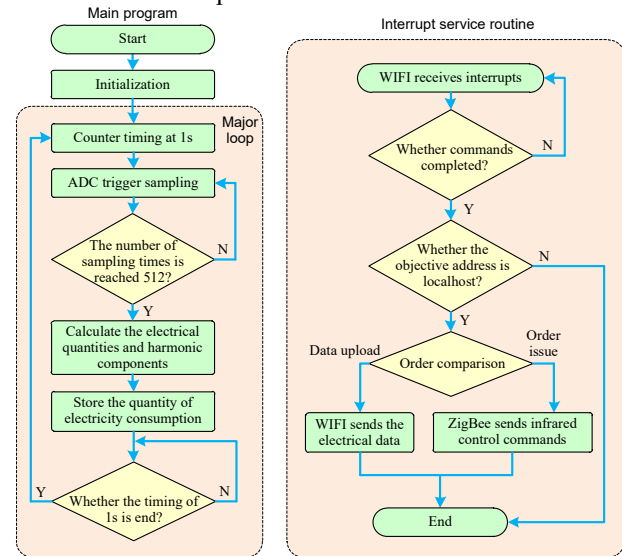 Main program
Start
Initialization
Major
loop
Counter timing at 1s
ADC trigger sampling
The number of
sampling times is
reached 512?
N
Y
Calculate the electrical
quantities and harmonic
components
Store the quantity of
electricity consumption
Whether the timing of
1s is end?
Y
N
Interrupt service routine
WIFI receives interrupts
Whether commands
completed?
N
Y
Whether the
objective address is
localhost?
N
Y
Data upload
Order comparison
Order
issue
WIFI sends the
electrical data
ZigBee sends infrared
control commands
End